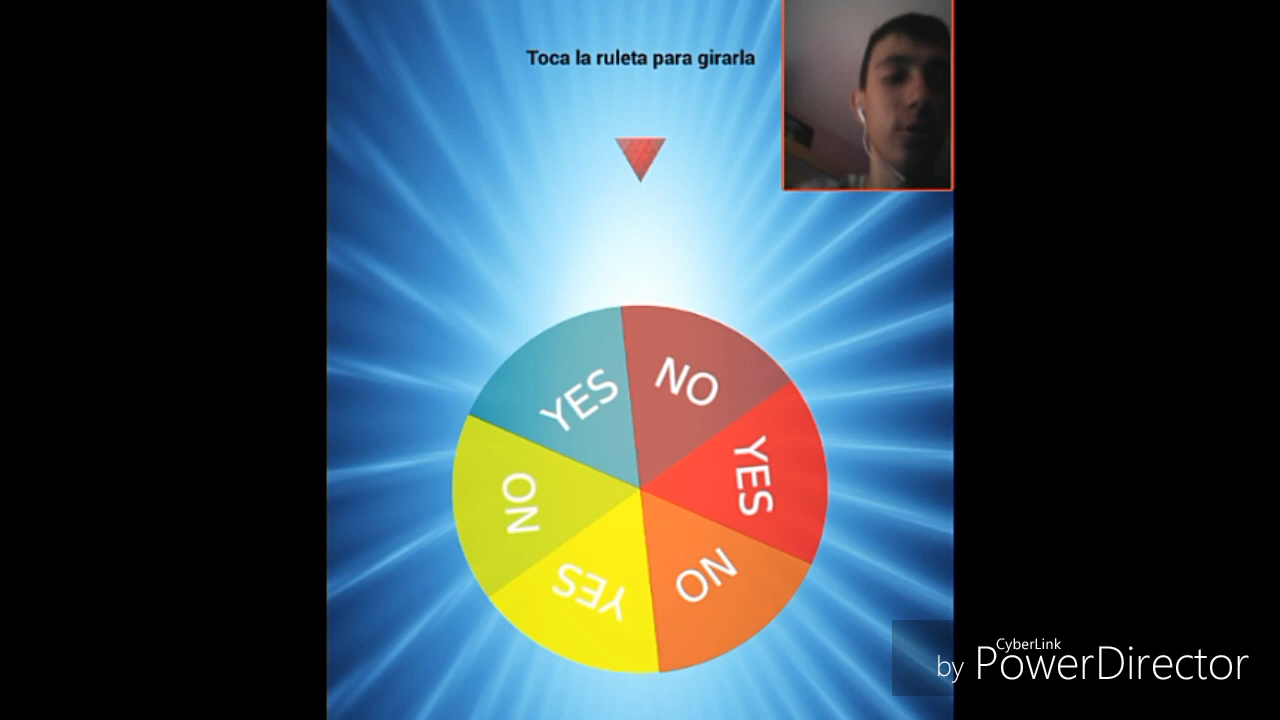 Toca la ruleta para girarla
YES
NO
YES
NO
YES
NO
CyberLink
by PowerDirector